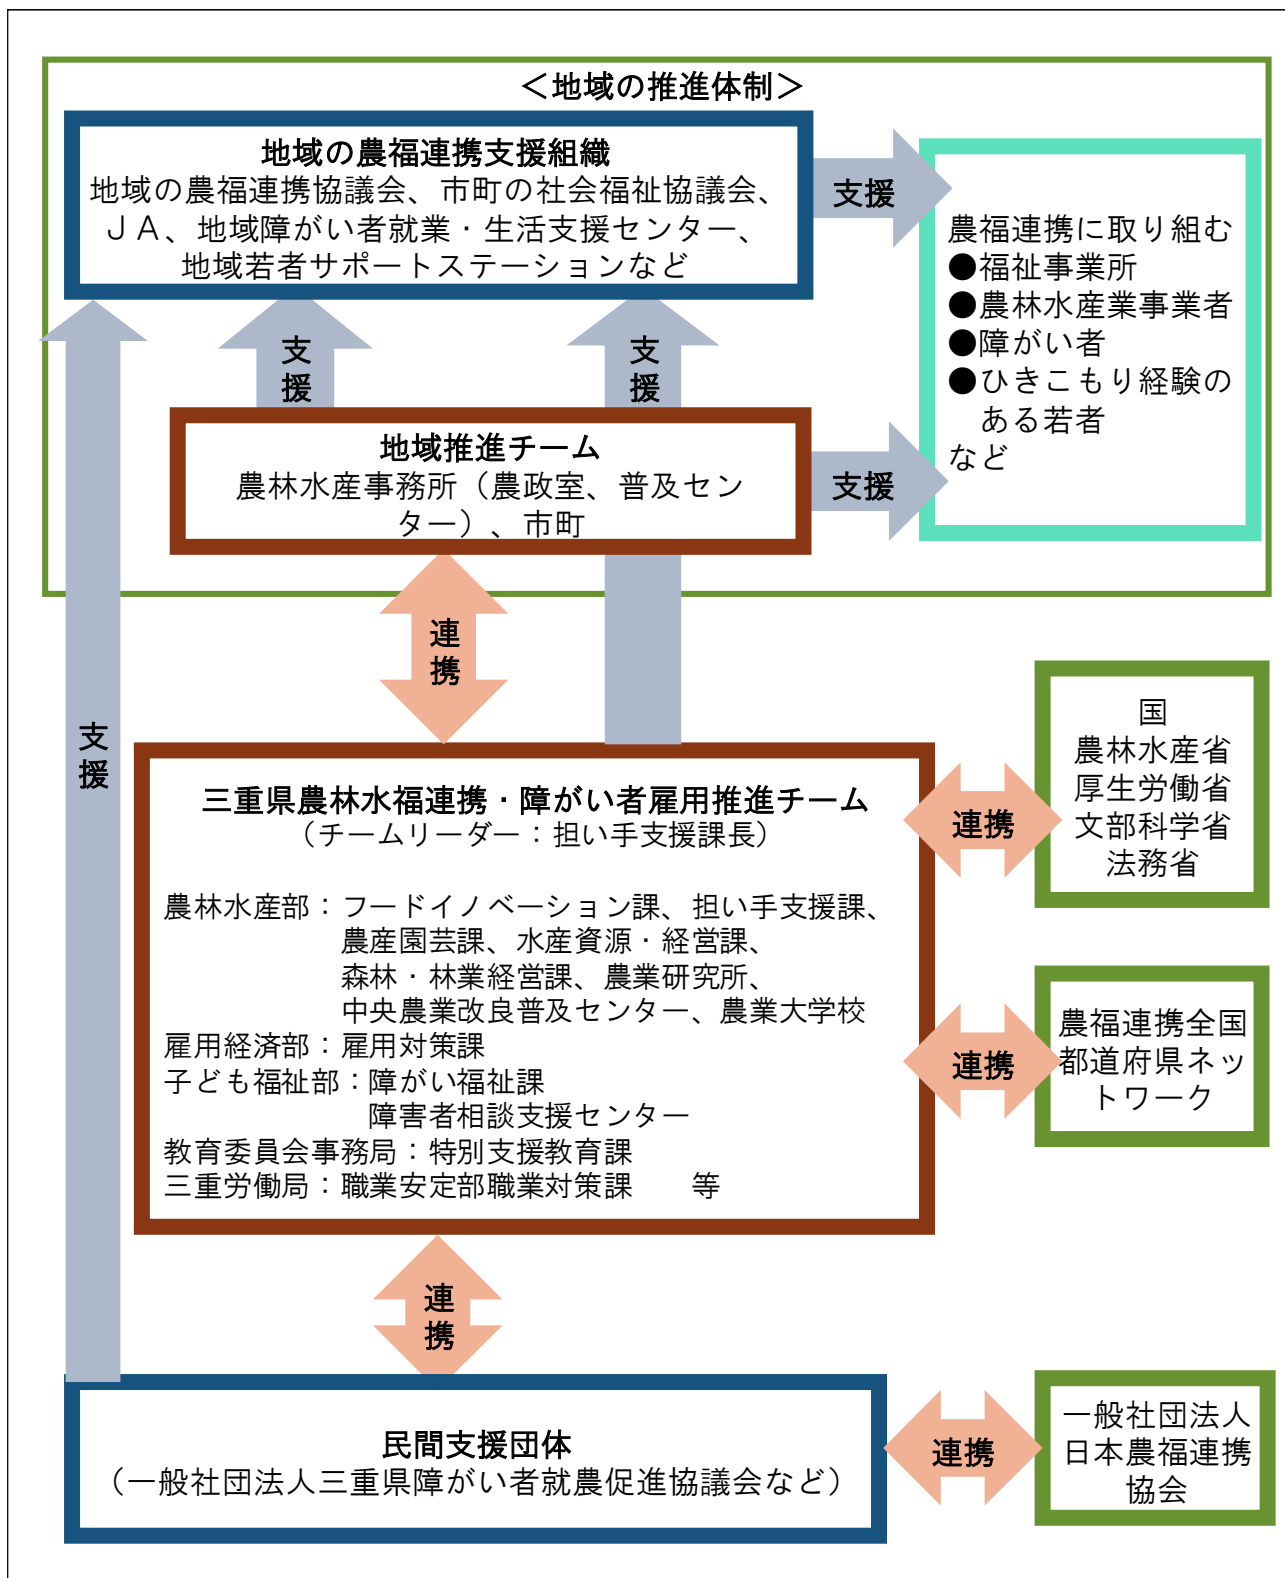 ＜地域の推進体制＞
地域の農福連携支援組織
地域の農福連携協議会、市町の社会福祉協議会、
ＪＡ、地域障がい者就業・生活支援センター、
地域若者サポートステーションなど
支援
農福連携に取り組む
●福祉事業所
●農林水産業事業者
●障がい者
●ひきこもり経験の
ある若者
など
支
援
支
援
地域推進チーム
農林水産事務所（農政室、普及セン
ター）、市町
支援
連
携
支
援
三重県農林水福連携・障がい者雇用推進チーム
（チームリーダー：担い手支援課長）
農林水産部：フードイノベーション課、担い手支援課、
農産園芸課、水産資源・経営課、
森林・林業経営課、農業研究所、
中央農業改良普及センター、農業大学校
雇用経済部：雇用対策課
子ども福祉部：障がい福祉課
障害者相談支援センター
教育委員会事務局：特別支援教育課
三重労働局：職業安定部職業対策課　　等
連携
国
農林水産省
厚生労働省
文部科学省
法務省
連携
農福連携全国
都道府県ネッ
トワーク
連
携
民間支援団体
（一般社団法人三重県障がい者就農促進協議会など）
連携
一般社団法人
日本農福連携
協会